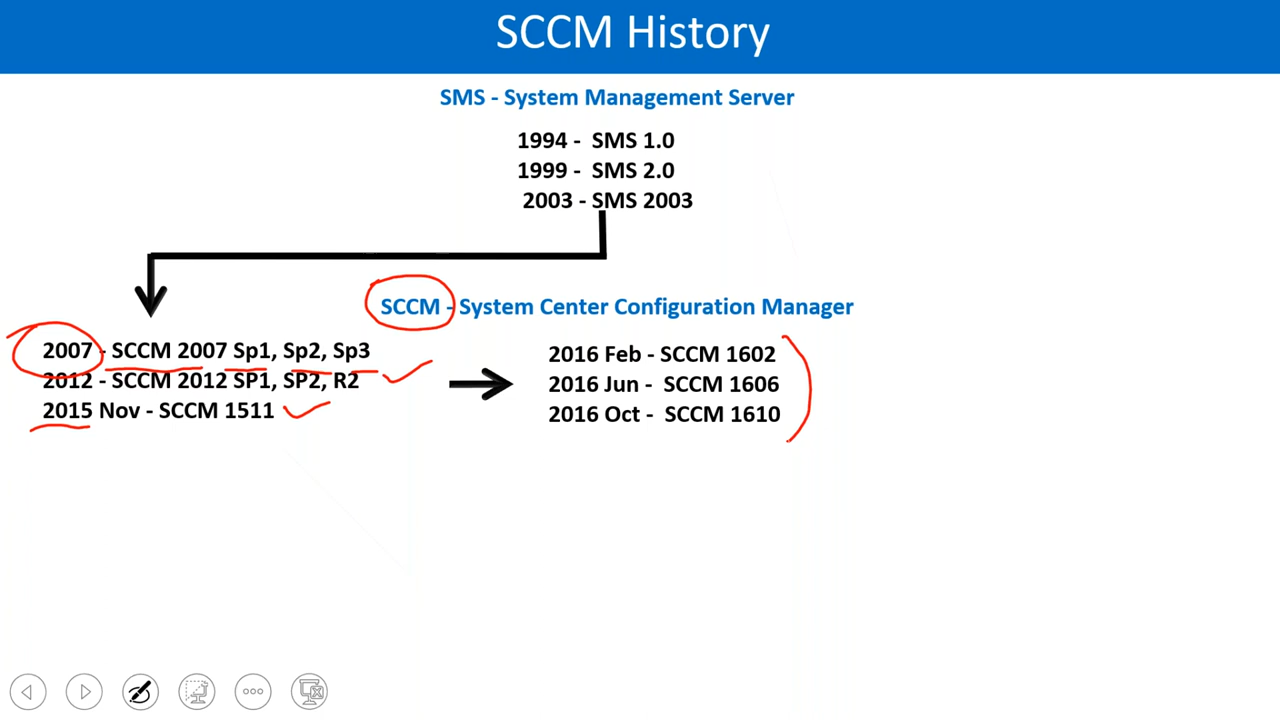 SCCM History
SMS - System Management Server
1994 - SMS 1.0
1999 - SMS 2.0
2003 - SMS 2003
SCCM - System Center Configuration Manager
2007 - SCCM 2007 Sp1, Sp2, Sp3
2012 - SCCM 2012 SP1, SP2, R2
2015 Nov - SCCM 1511
2016 Feb - SCCM 1602
2016 Jun - SCCM 1606
2016 Oct - SCCM 1610